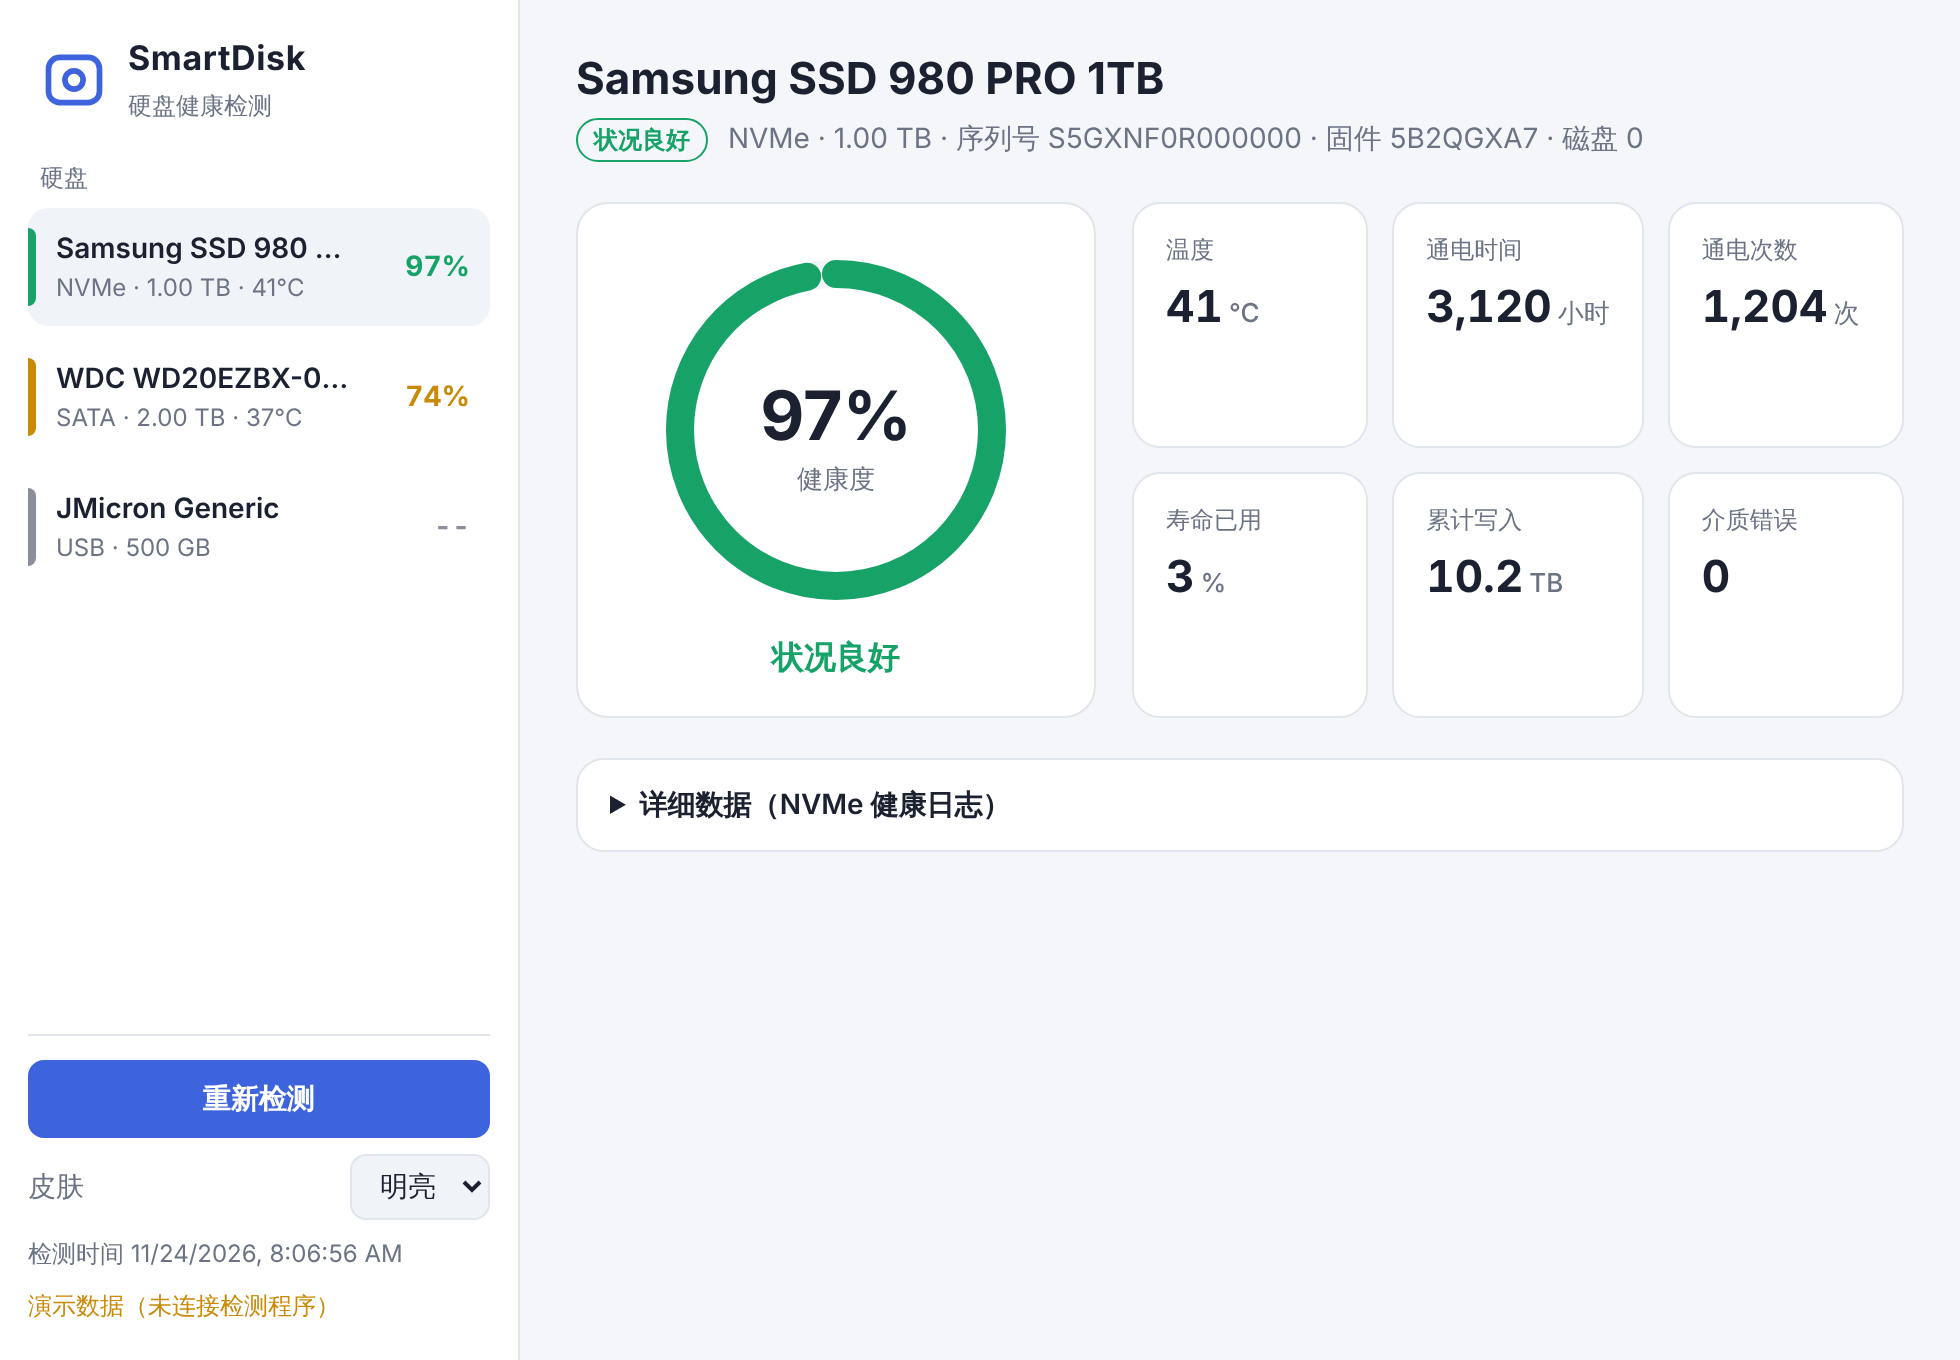 SmartDisk
硬盘健康检测
硬盘
Samsung SSD 980 ...
97%
NVMe · 1.00 TB · 41°C
WDC WD20EZBX-0...
74%
SATA · 2.00 TB · 37°C
JMicron Generic
--
USB · 500 GB
重新检测
皮肤
明亮
检测时间 11/24/2026, 8:06:56 AM
演示数据（未连接检测程序）
Samsung SSD 980 PRO 1TB
状况良好 NVMe · 1.00 TB · 序列号 S5GXNF0R000000 · 固件 5B2QGXA7 · 磁盘 0
97%
健康度
状况良好
温度
41 °C
通电时间
3,120 小时
通电次数
1,204 次
寿命已用
3 %
累计写入
10.2 TB
介质错误
0
详细数据（NVMe 健康日志）